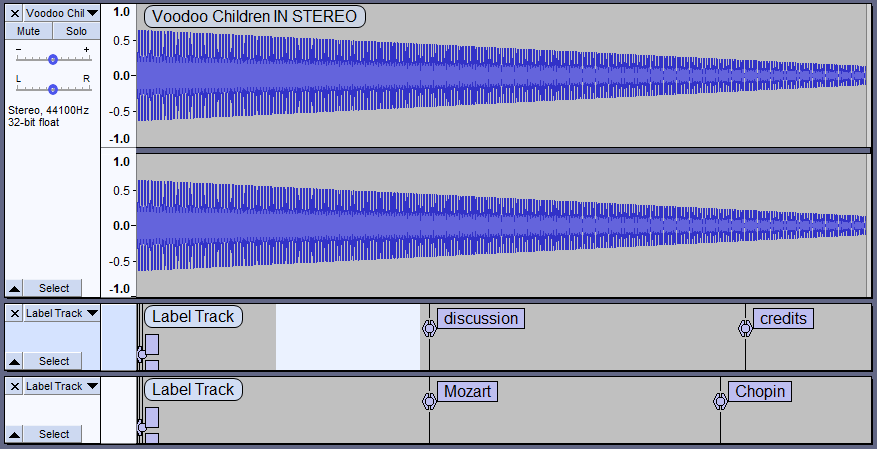 Voodoo Chil
Mute Solo
- +
L R
Stereo, 44100Hz
32-bit float
Select
1.0
0.5
0.0
-0.5
-1.0
1.0
0.5
0.0
-0.5
-1.0
Voodoo Children IN STEREO
Label Track
Select
Label Track
discussion
credits
Label Track
Select
Label Track
Mozart
Chopin